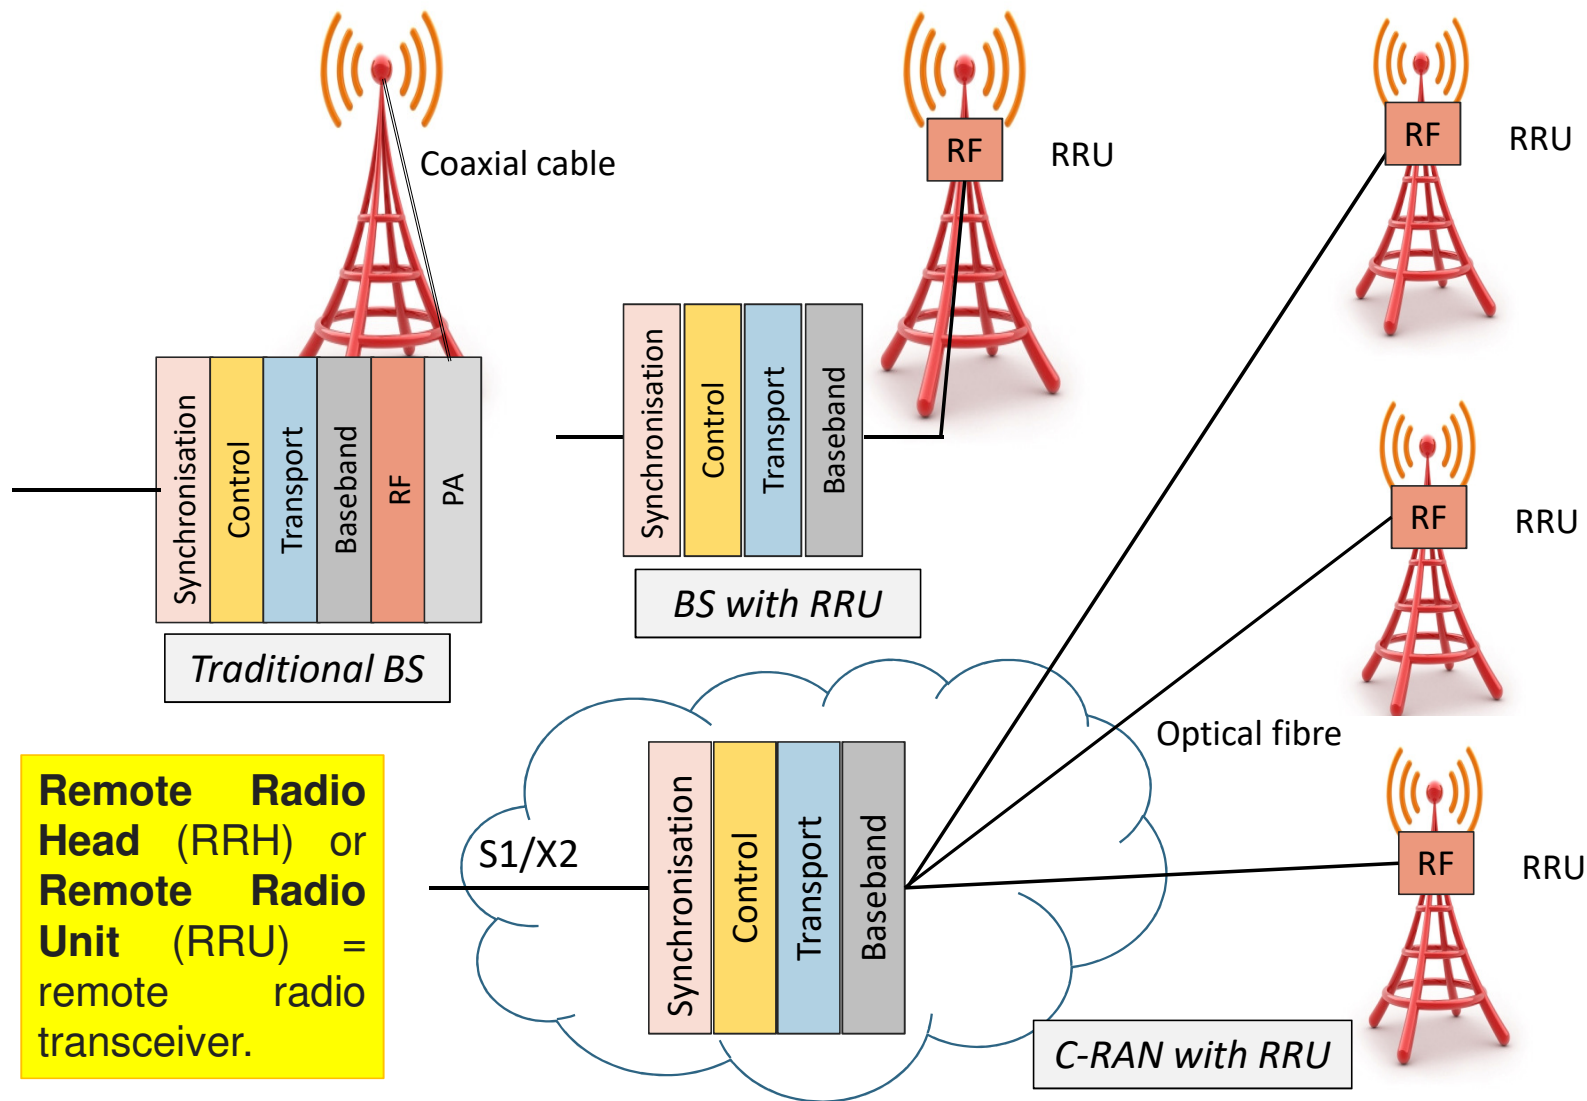 Coaxial cable
Synchronisation
Control
Transport
Baseband
RF
PA
Traditional BS
RF
RRU
Synchronisation
Control
Transport
Baseband
BS with RRU
RF
RRU
RF
RRU
RF
RRU
Optical fibre
S1/X2
Synchronisation
Control
Transport
Baseband
C-RAN with RRU
Remote Radio
Head (RRH) or
Remote Radio
Unit (RRU) =
remote radio
transceiver.